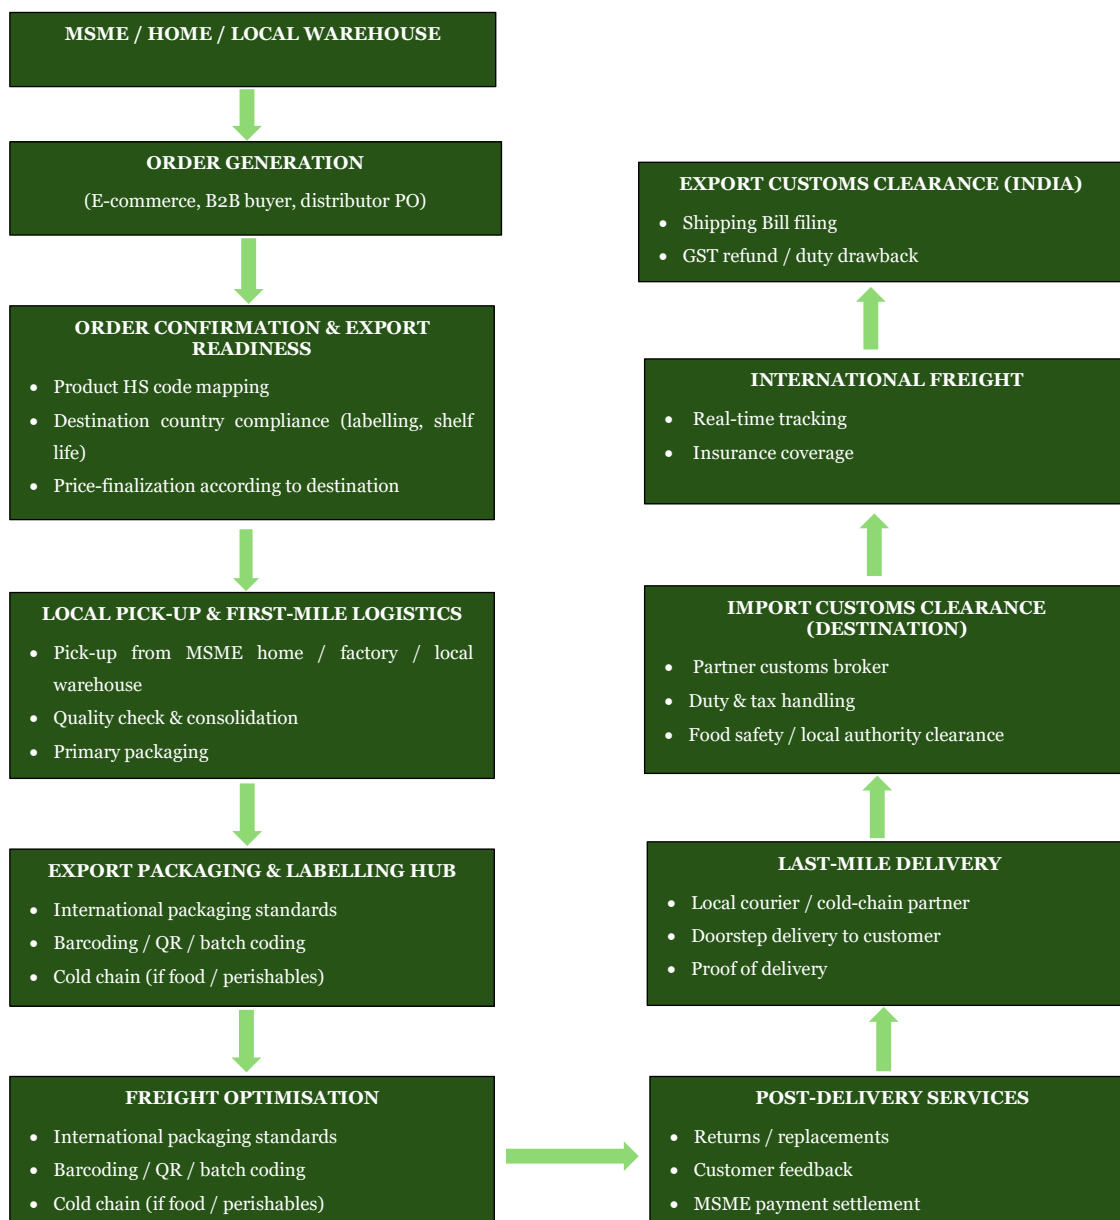 MSME / HOME / LOCAL WAREHOUSE
ORDER GENERATION
(E-commerce, B2B buyer, distributor PO)
ORDER CONFIRMATION & EXPORT
READINESS
• Product HS code mapping
• Destination country compliance (labelling, shelf
life)
• Price-finalization according to destination
LOCAL PICK-UP & FIRST-MILE LOGISTICS
• Pick-up from MSME home / factory / local
warehouse
• Quality check & consolidation
• Primary packaging
EXPORT PACKAGING & LABELLING HUB
• International packaging standards
• Barcoding / QR / batch coding
• Cold chain (if food / perishables)
FREIGHT OPTIMISATION
• International packaging standards
• Barcoding / QR / batch coding
• Cold chain (if food / perishables)
EXPORT CUSTOMS CLEARANCE (INDIA)
• Shipping Bill filing
• GST refund / duty drawback
INTERNATIONAL FREIGHT
• Real-time tracking
• Insurance coverage
IMPORT CUSTOMS CLEARANCE
(DESTINATION)
• Partner customs broker
• Duty & tax handling
• Food safety / local authority clearance
LAST-MILE DELIVERY
• Local courier / cold-chain partner
• Doorstep delivery to customer
• Proof of delivery
POST-DELIVERY SERVICES
• Returns / replacements
• Customer feedback
• MSME payment settlement